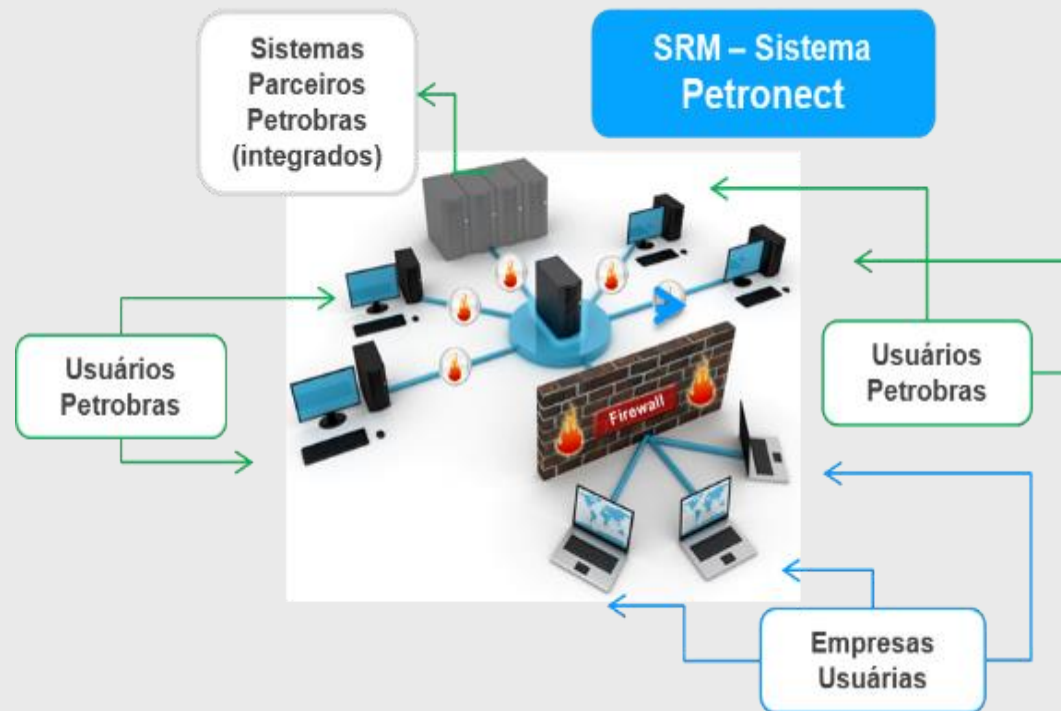 Sistemas
Parceiros
Petrobras
(integrados)
SRM – Sistema
Petronect
Usuários
Petrobras
Usuários
Petrobras
Firewall
Empresas
Usuárias